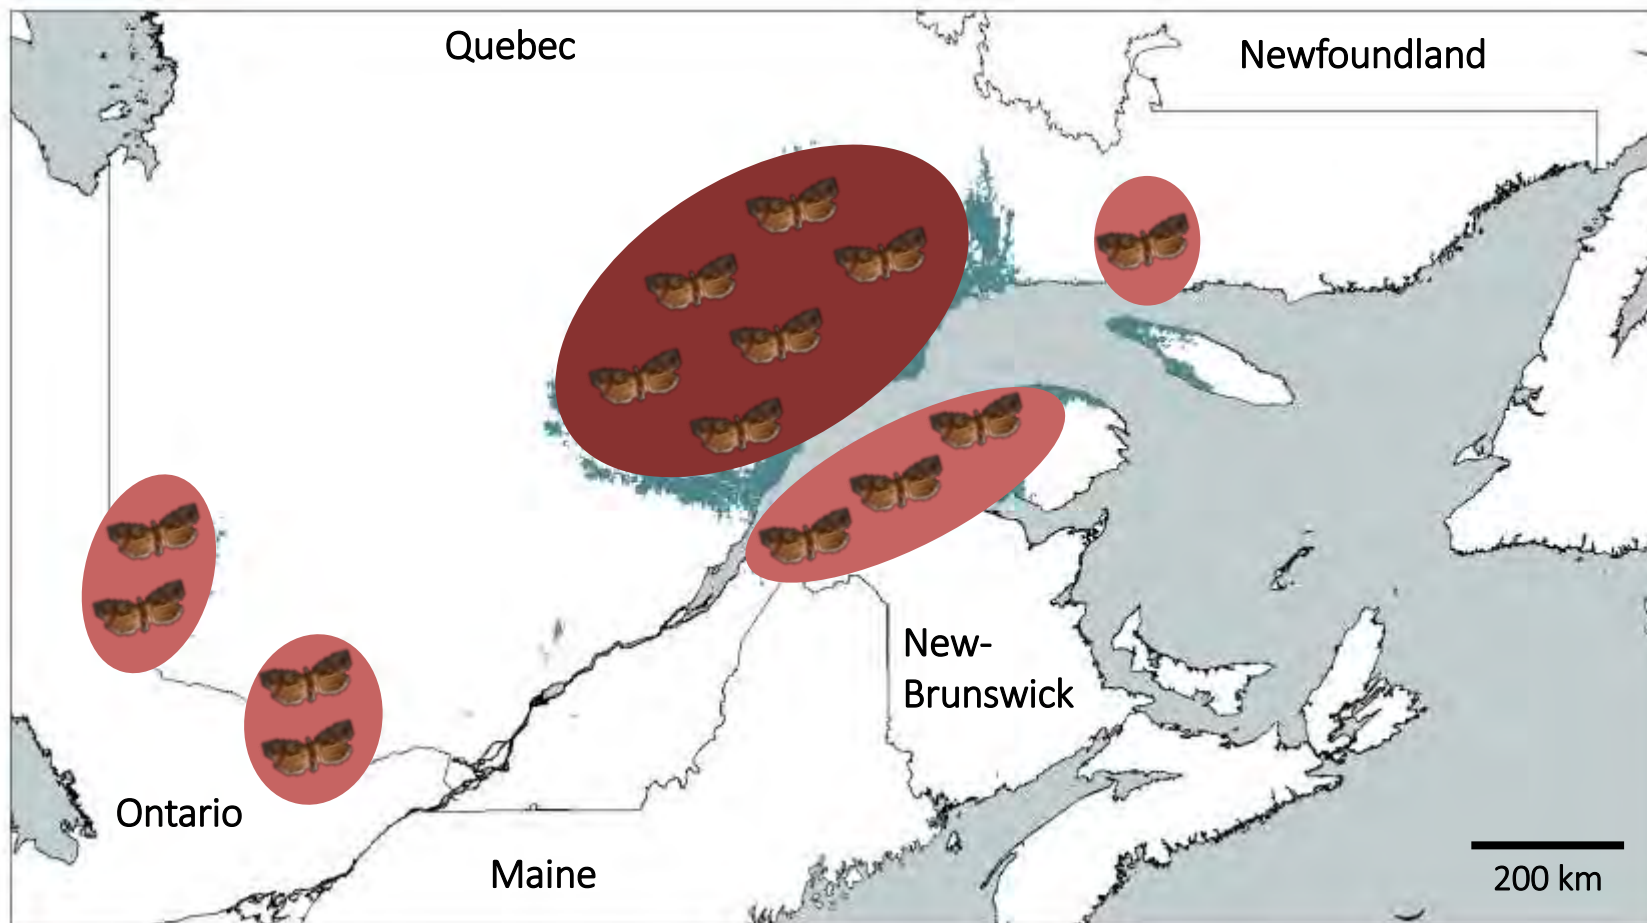 Quebec
Newfoundland
New-
Brunswick
Ontario
Maine
200 km